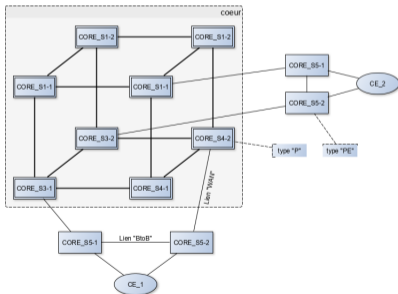 coeur
CORE_S1-2
CORE_S1-2
CORE_S1-1
CORE_S1-1
CORE_S5-1
CE_2
CORE_S5-2
CORE_S3-2
CORE_S4-2
type "P"
type "PE"
CORE_S3-1
CORE_S4-1
Lien "WAN"
CORE_S5-1
Lien "BtoB"
CORE_S5-2
CE_1